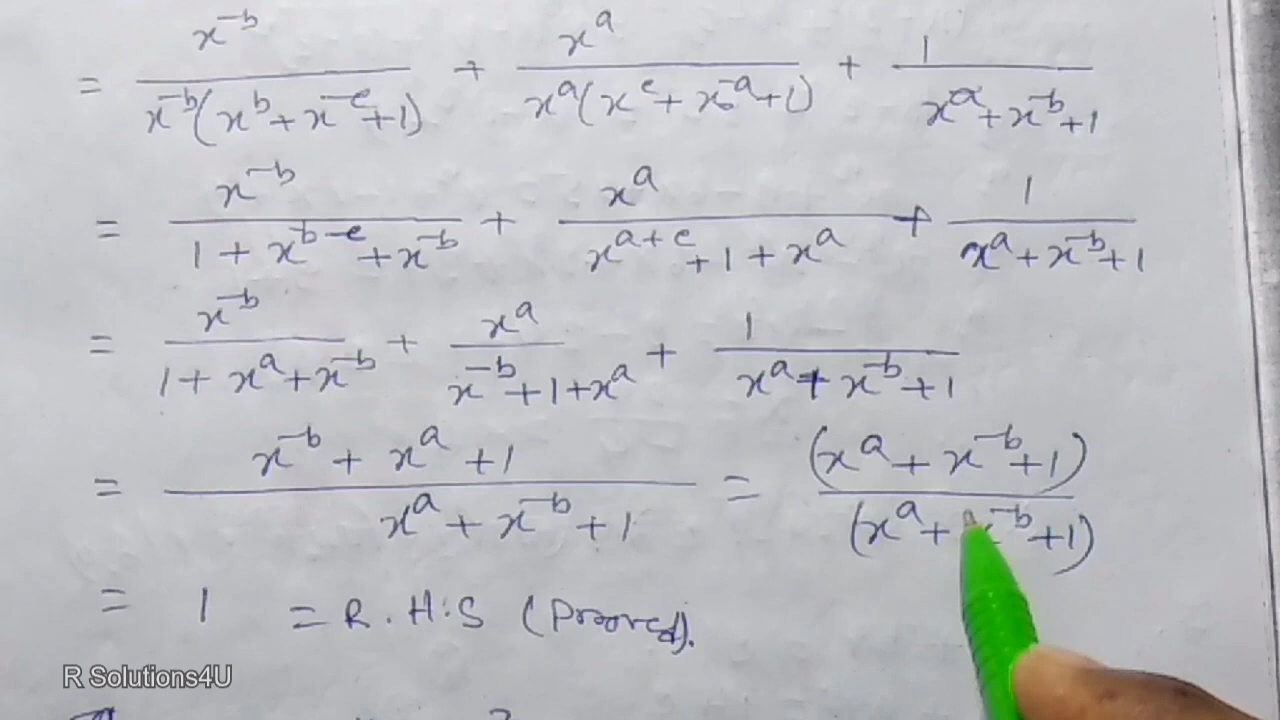 = x^-b / x^-b(x^b + x^-c + 1) + x^a / x^a(x^c + x^-a + 1) + 1 / x^a + x^-b + 1
= x^-b / 1 + x^b-c + x^-b + x^a / x^a+c + 1 + x^a + 1 / x^a + x^-b + 1
= x^-b / 1 + x^a + x^-b + x^a / x^-b + 1 + x^a + 1 / x^a + x^-b + 1
= x^-b + x^a + 1 / x^a + x^-b + 1 = (x^a + x^-b + 1) / (x^a + x^-b + 1)
= 1 = R.H.S (Proved).
R Solutions4U